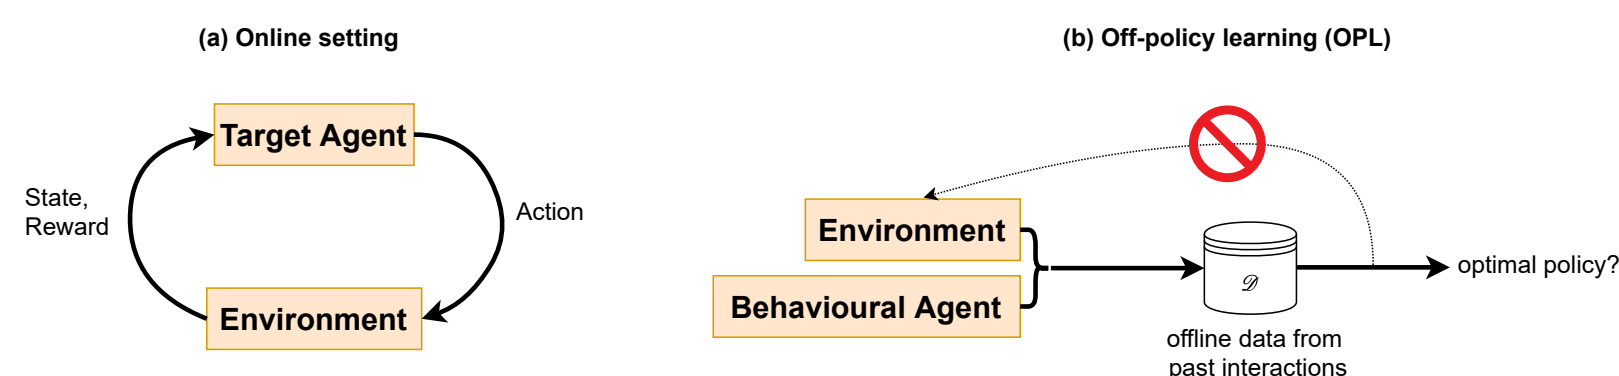 (a) Online setting
Target Agent
State,
Reward
Action
Environment
(b) Off-policy learning (OPL)
Environment
Behavioural Agent
𝒟
offline data from
past interactions
optimal policy?